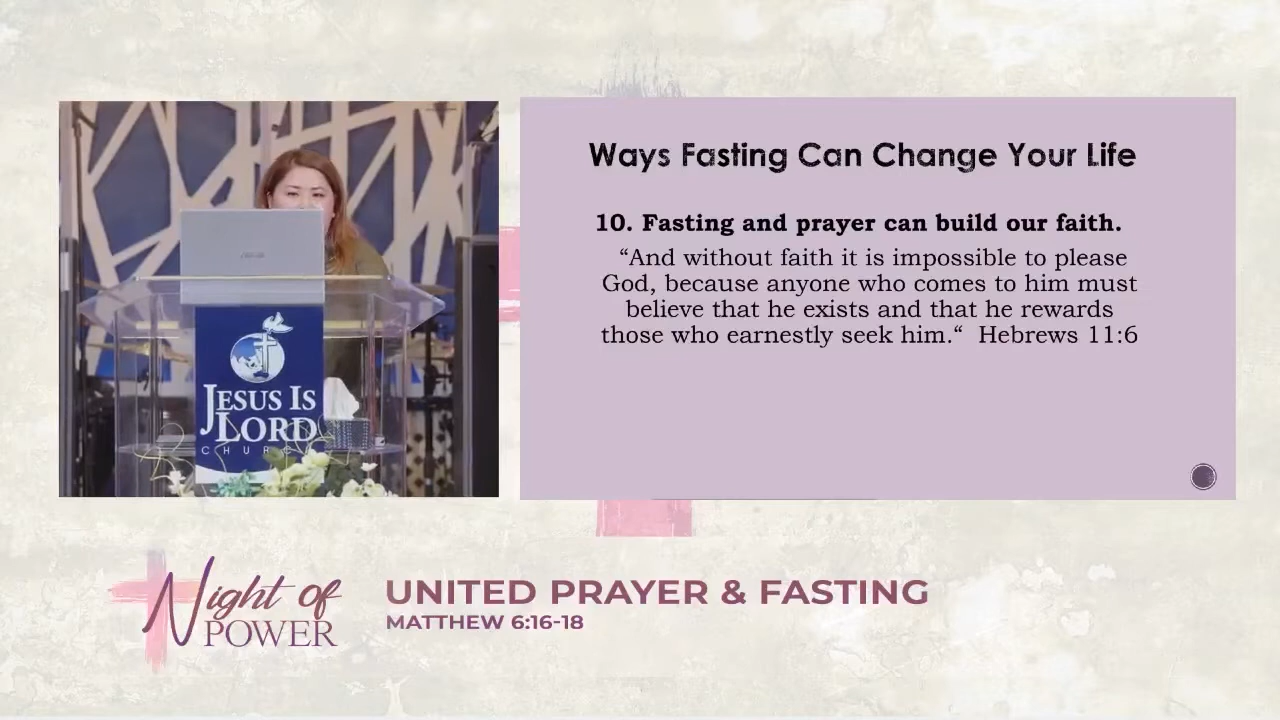 Ways Fasting Can Change Your Life
10. Fasting and prayer can build our faith.
“And without faith it is impossible to please
God, because anyone who comes to him must
believe that he exists and that he rewards
those who earnestly seek him.“ Hebrews 11:6
JESUS IS
LORD
CHURCH
Night of
POWER
UNITED PRAYER & FASTING
MATTHEW 6:16-18